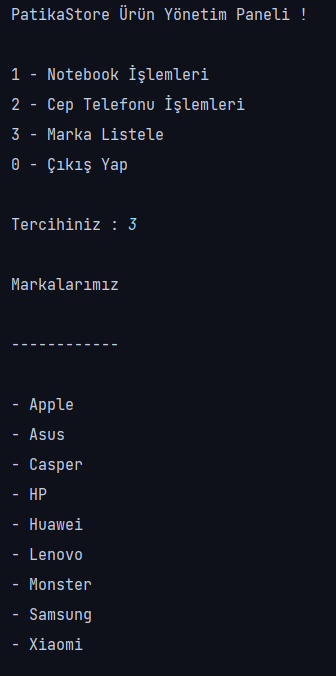 PatikaStore Ürün Yönetim Paneli !
1 - Notebook İşlemleri
2 - Cep Telefonu İşlemleri
3 - Marka Listele
0 - Çıkış Yap
Tercihiniz : 3
Markalarımız
------------
- Apple
- Asus
- Casper
- HP
- Huawei
- Lenovo
- Monster
- Samsung
- Xiaomi